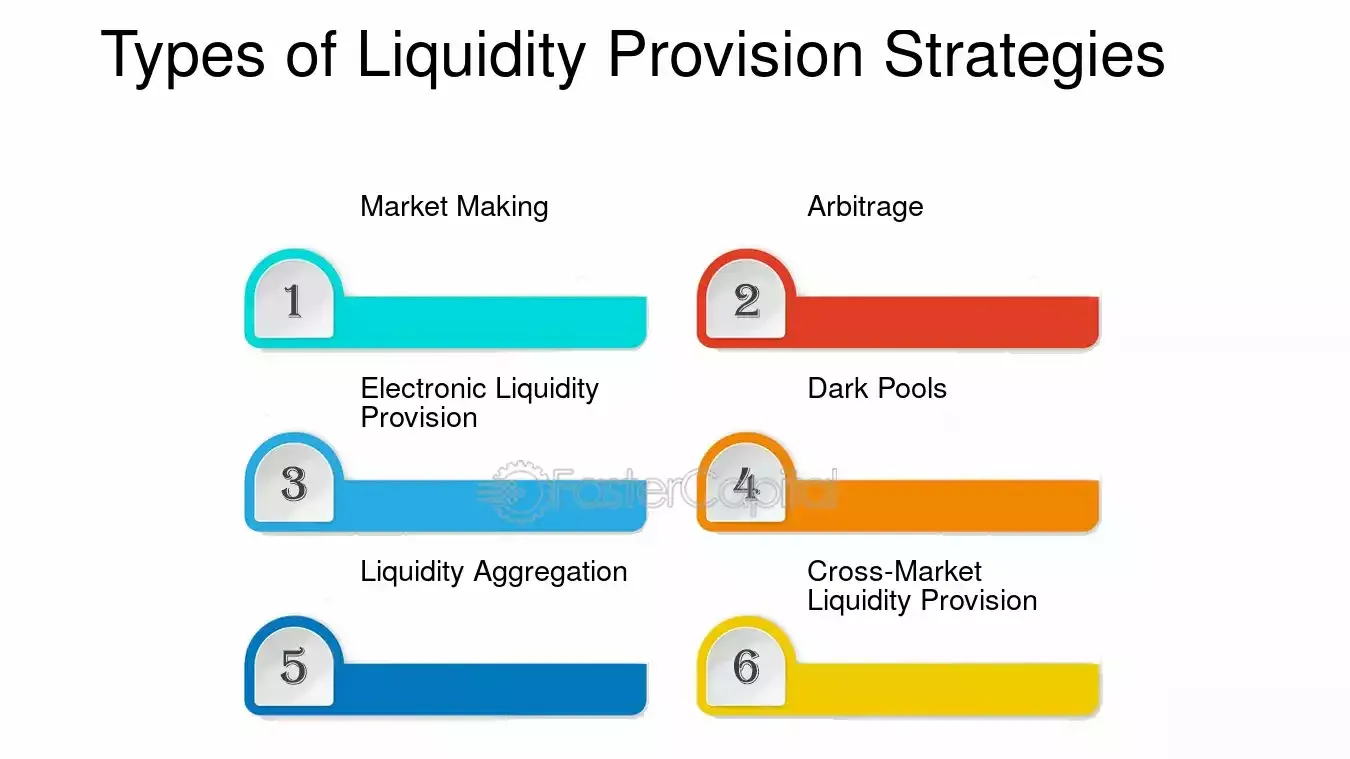 Types of Liquidity Provision Strategies
Market Making
Arbitrage
1
2
Electronic Liquidity
Provision
Dark Pools
3
4
FasterCapital
Liquidity Aggregation
Cross-Market
Liquidity Provision
5
6